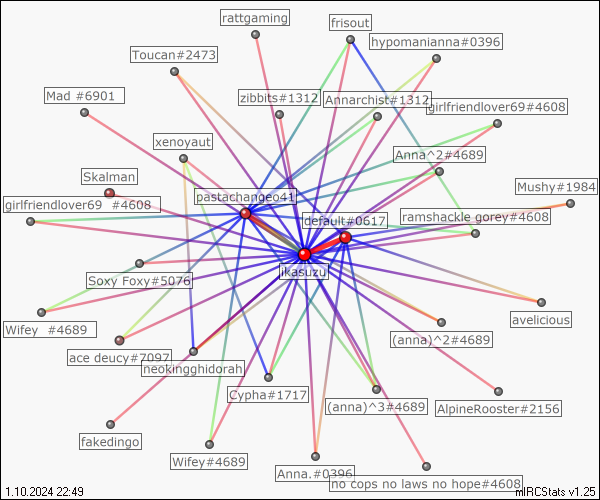 rattgaming
frisout
hypomanianna#0396
Toucan#2473
Mad #6901
zibbits#1312
Annarchist#1312
girlfriendlover69#4608
xenoyaut
Anna^2#4689
Skalman
Mushy#1984
pastachangeo41
girlfriendlover69 #4608
default#0617
ramshackle gorey#4608
jikasuzu
Soxy Foxy#5076
avelicious
Wifey #4689
(anna)^2#4689
ace deucy#7097
neokingghidorah
Cypha#1717
(anna)^3#4689
AlpineRooster#2156
fakedingo
Wifey#4689
Anna.#0396
no cops no laws no hope#4608
1.10.2024 22:49
mIRCStats v1.25